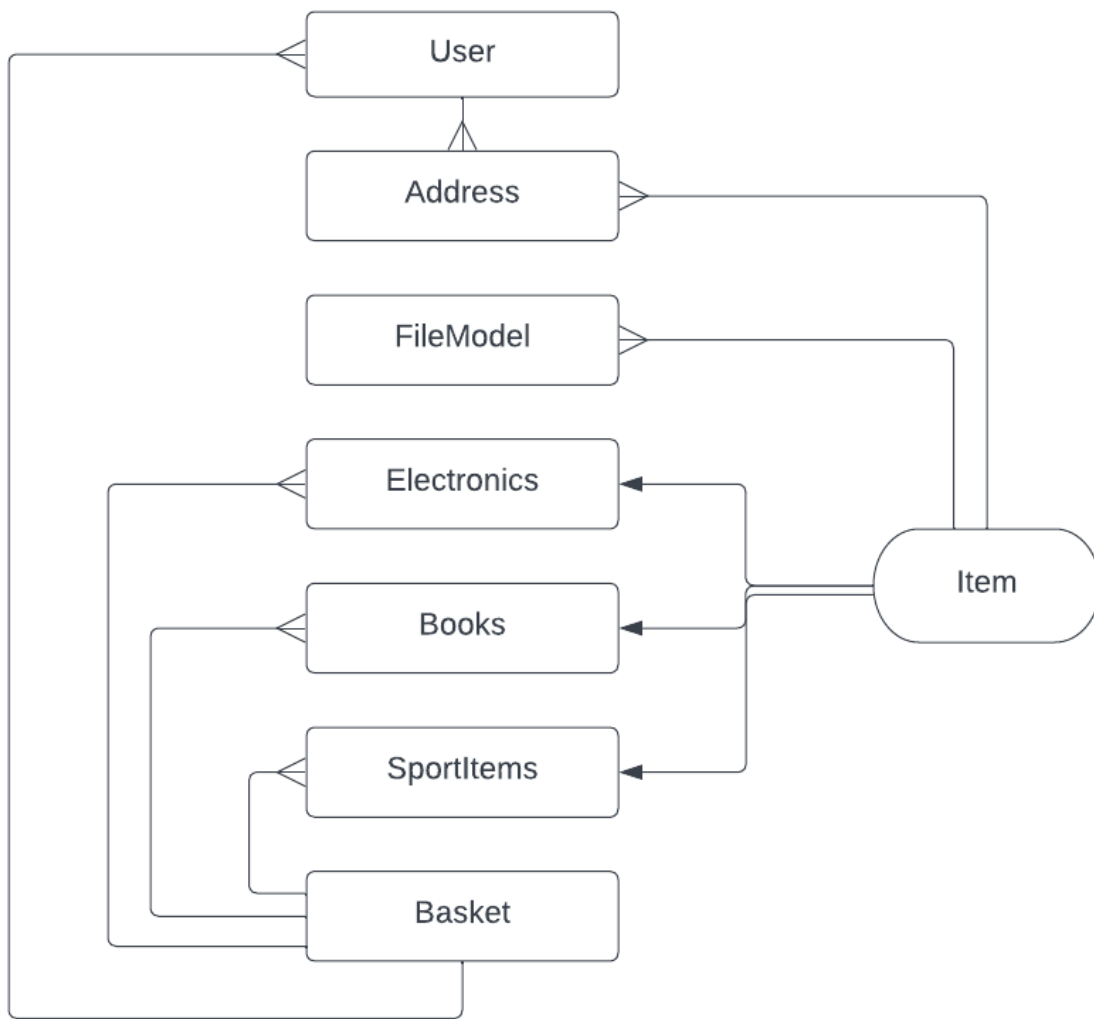 User
Address
FileModel
Electronics
Item
Books
SportItems
Basket